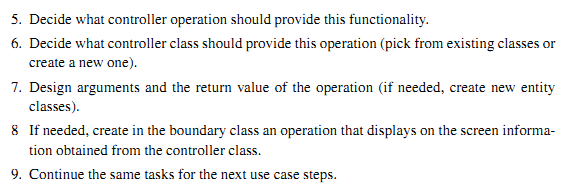 5. Decide what controller operation should provide this functionality.
6. Decide what controller class should provide this operation (pick from existing classes or
create a new one).
7. Design arguments and the return value of the operation (if needed, create new entity
classes).
8 If needed, create in the boundary class an operation that displays on the screen informa-
tion obtained from the controller class.
9. Continue the same tasks for the next use case steps.